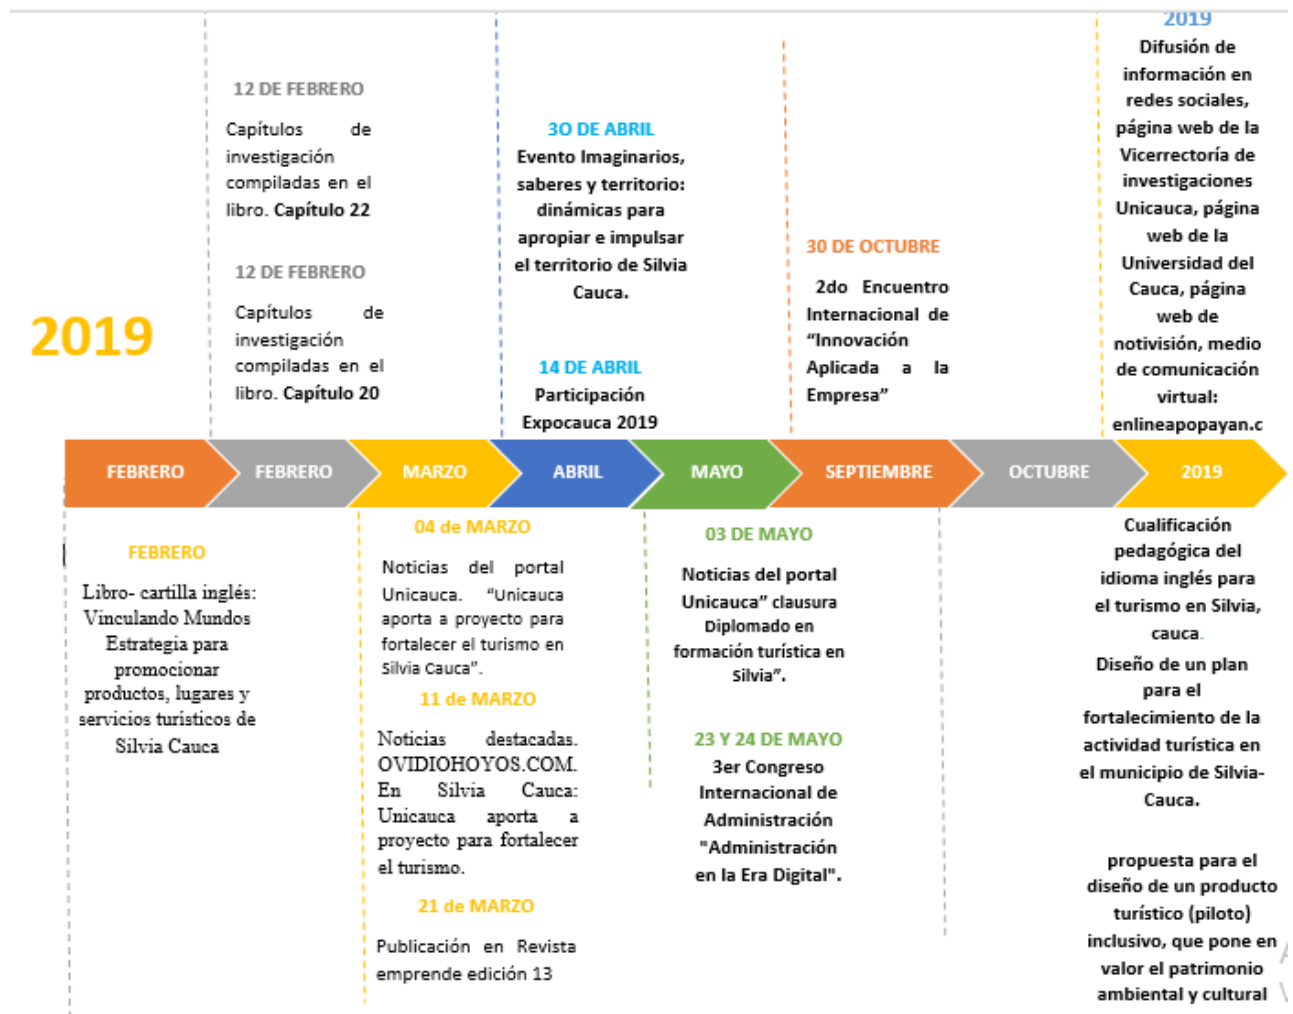 2019
12 DE FEBRERO
Capítulos de
investigación
compiladas en el
libro. Capítulo 22
12 DE FEBRERO
Capítulos de
investigación
compiladas en el
libro. Capítulo 20
3O DE ABRIL
Evento Imaginarios,
saberes y territorio:
dinámicas para
apropiar e impulsar
el territorio de Silvia
Cauca.
14 DE ABRIL
Participación
Expocauca 2019
30 DE OCTUBRE
2do Encuentro
Internacional de
“Innovación
Aplicada a la
Empresa”
2019
Difusión de
información en
redes sociales,
página web de la
Vicerrectoría de
investigaciones
Unicauca, página
web de la
Universidad del
Cauca, página
web de
notivisión, medio
de comunicación
virtual:
enlineapopayan.c
FEBRERO
FEBRERO
MARZO
ABRIL
MAYO
SEPTIEMBRE
OCTUBRE
2019
FEBRERO
Libro- cartilla inglés:
Vinculando Mundos
Estrategia para
promocionar
productos, lugares y
servicios turísticos de
Silvia Cauca
04 de MARZO
Noticias del portal
Unicauca. “Unicauca
aporta a proyecto para
fortalecer el turismo en
Silvia Cauca”.
11 de MARZO
Noticias destacadas.
OVIDIOHOYOS.COM.
En Silvia Cauca:
Unicauca aporta a
proyecto para fortalecer
el turismo.
21 de MARZO
Publicación en Revista
emprende edición 13
03 DE MAYO
Noticias del portal
Unicauca” clausura
Diplomado en
formación turística en
Silvia”.
23 Y 24 DE MAYO
3er Congreso
Internacional de
Administración
"Administración
en la Era Digital".
Cualificación
pedagógica del
idioma inglés para
el turismo en Silvia,
cauca.
Diseño de un plan
para el
fortalecimiento de la
actividad turística en
el municipio de Silvia-
Cauca.
propuesta para el
diseño de un producto
turístico (piloto)
inclusivo, que pone en
valor el patrimonio
ambiental y cultural